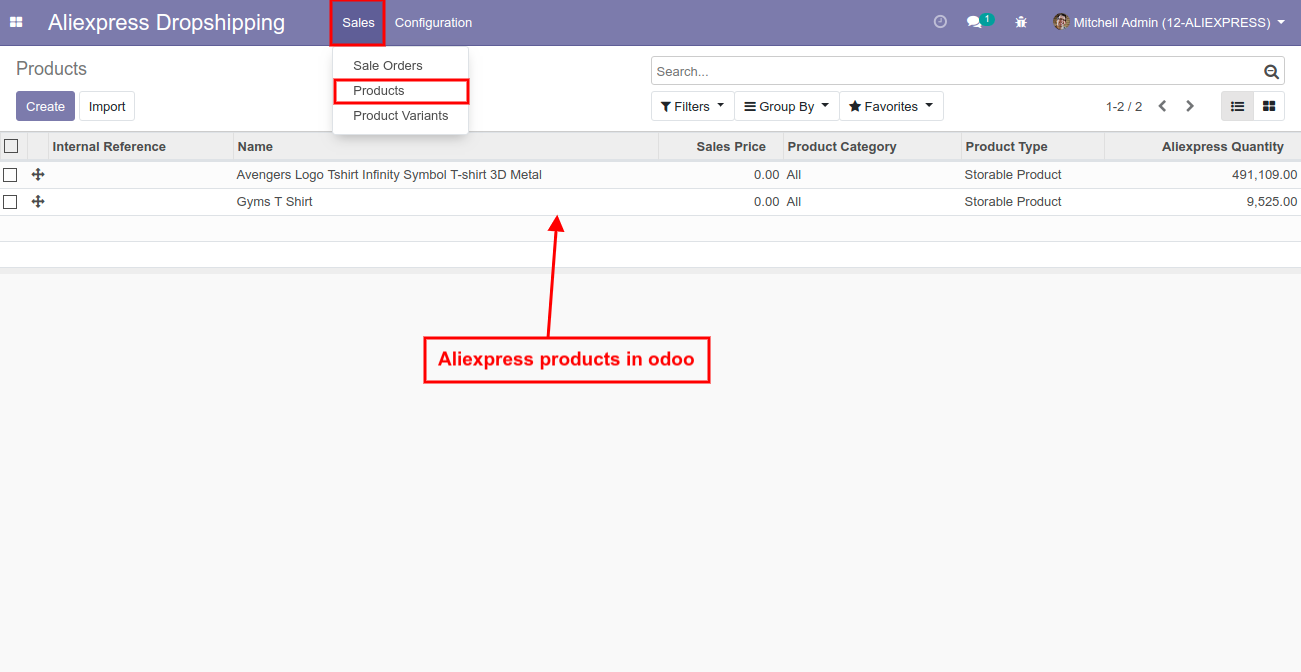 Aliexpress Dropshipping Sales Configuration 1 Mitchell Admin (12-ALIEXPRESS)
Products
Sale Orders
Products
Product Variants
Search...
Create Import
Filters Group By Favorites 1-2 / 2
Internal Reference Name Sales Price Product Category Product Type Aliexpress Quantity
Avengers Logo Tshirt Infinity Symbol T-shirt 3D Metal 0.00 All Storable Product 491,109.00
Gyms T Shirt 0.00 All Storable Product 9,525.00
Aliexpress products in odoo